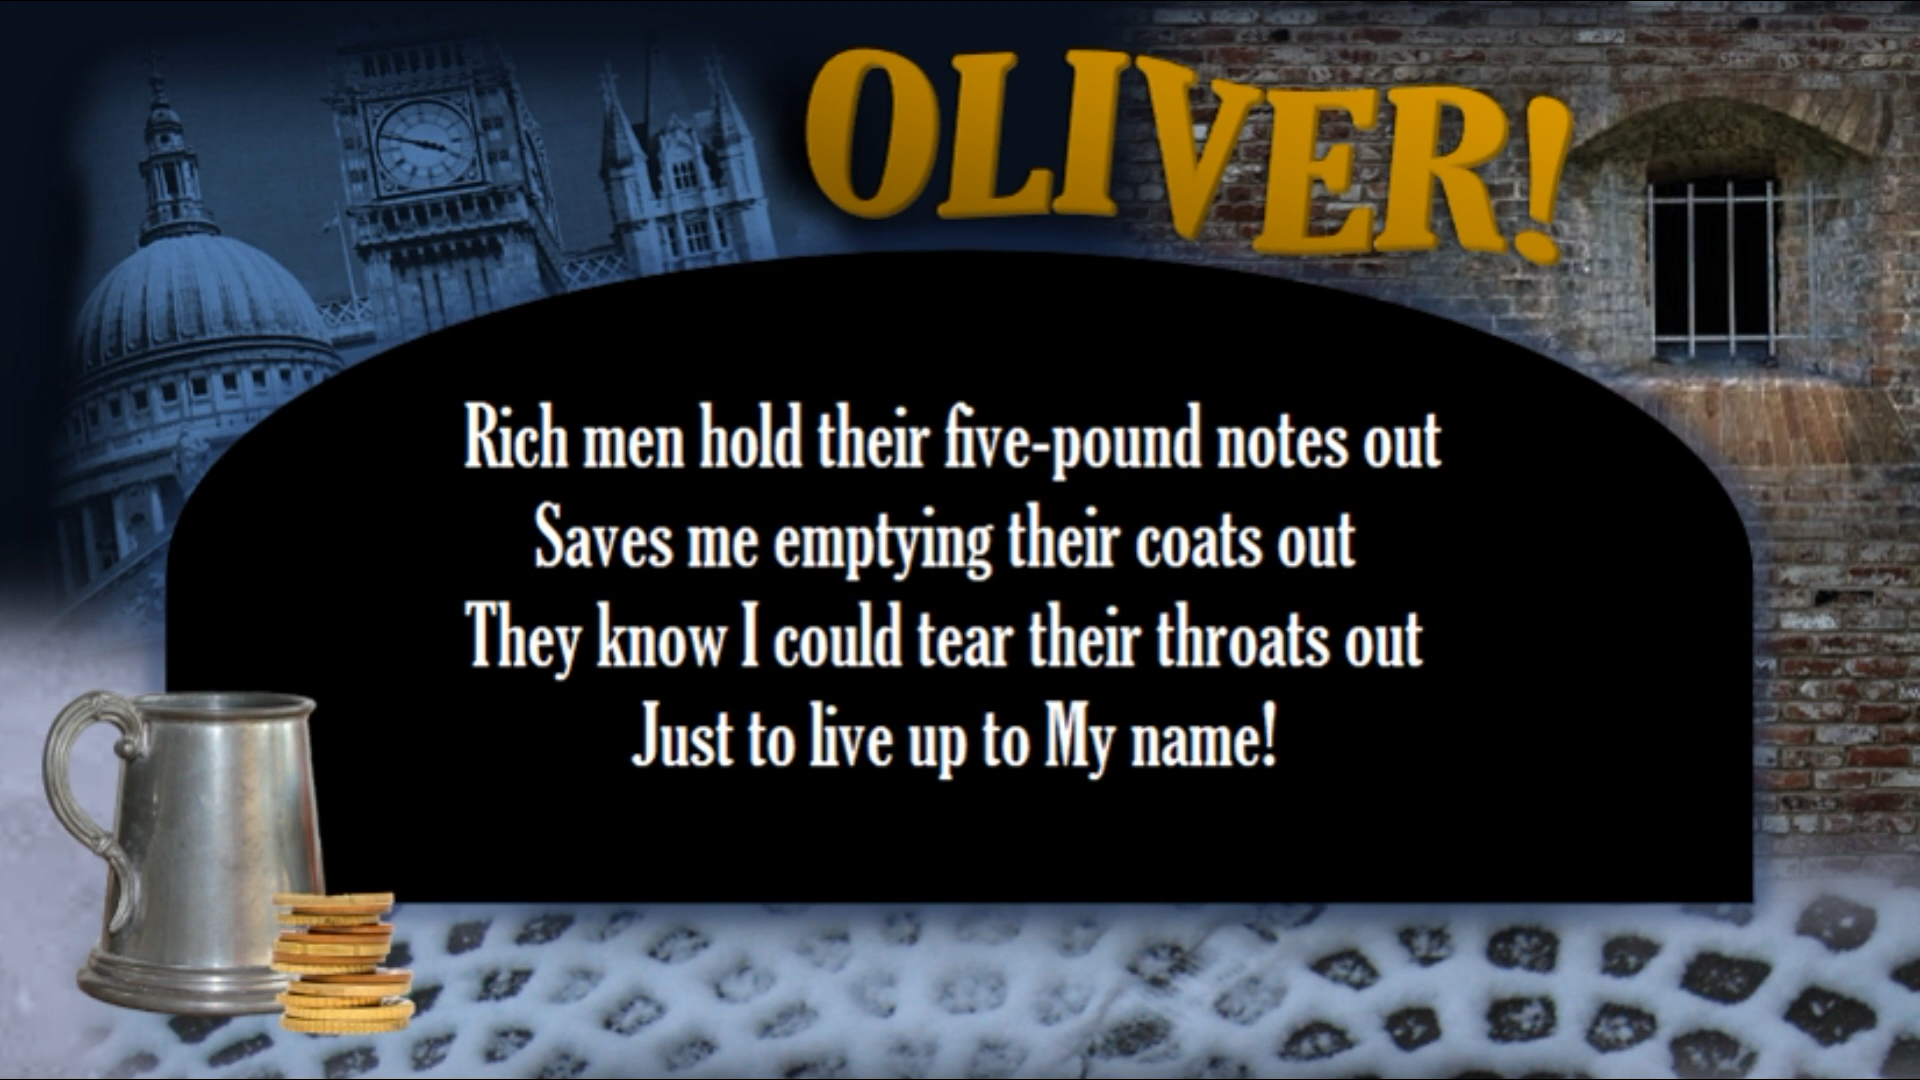 OLIVER!
Rich men hold their five-pound notes out
Saves me emptying their coats out
They know I could tear their throats out
Just to live up to My name!